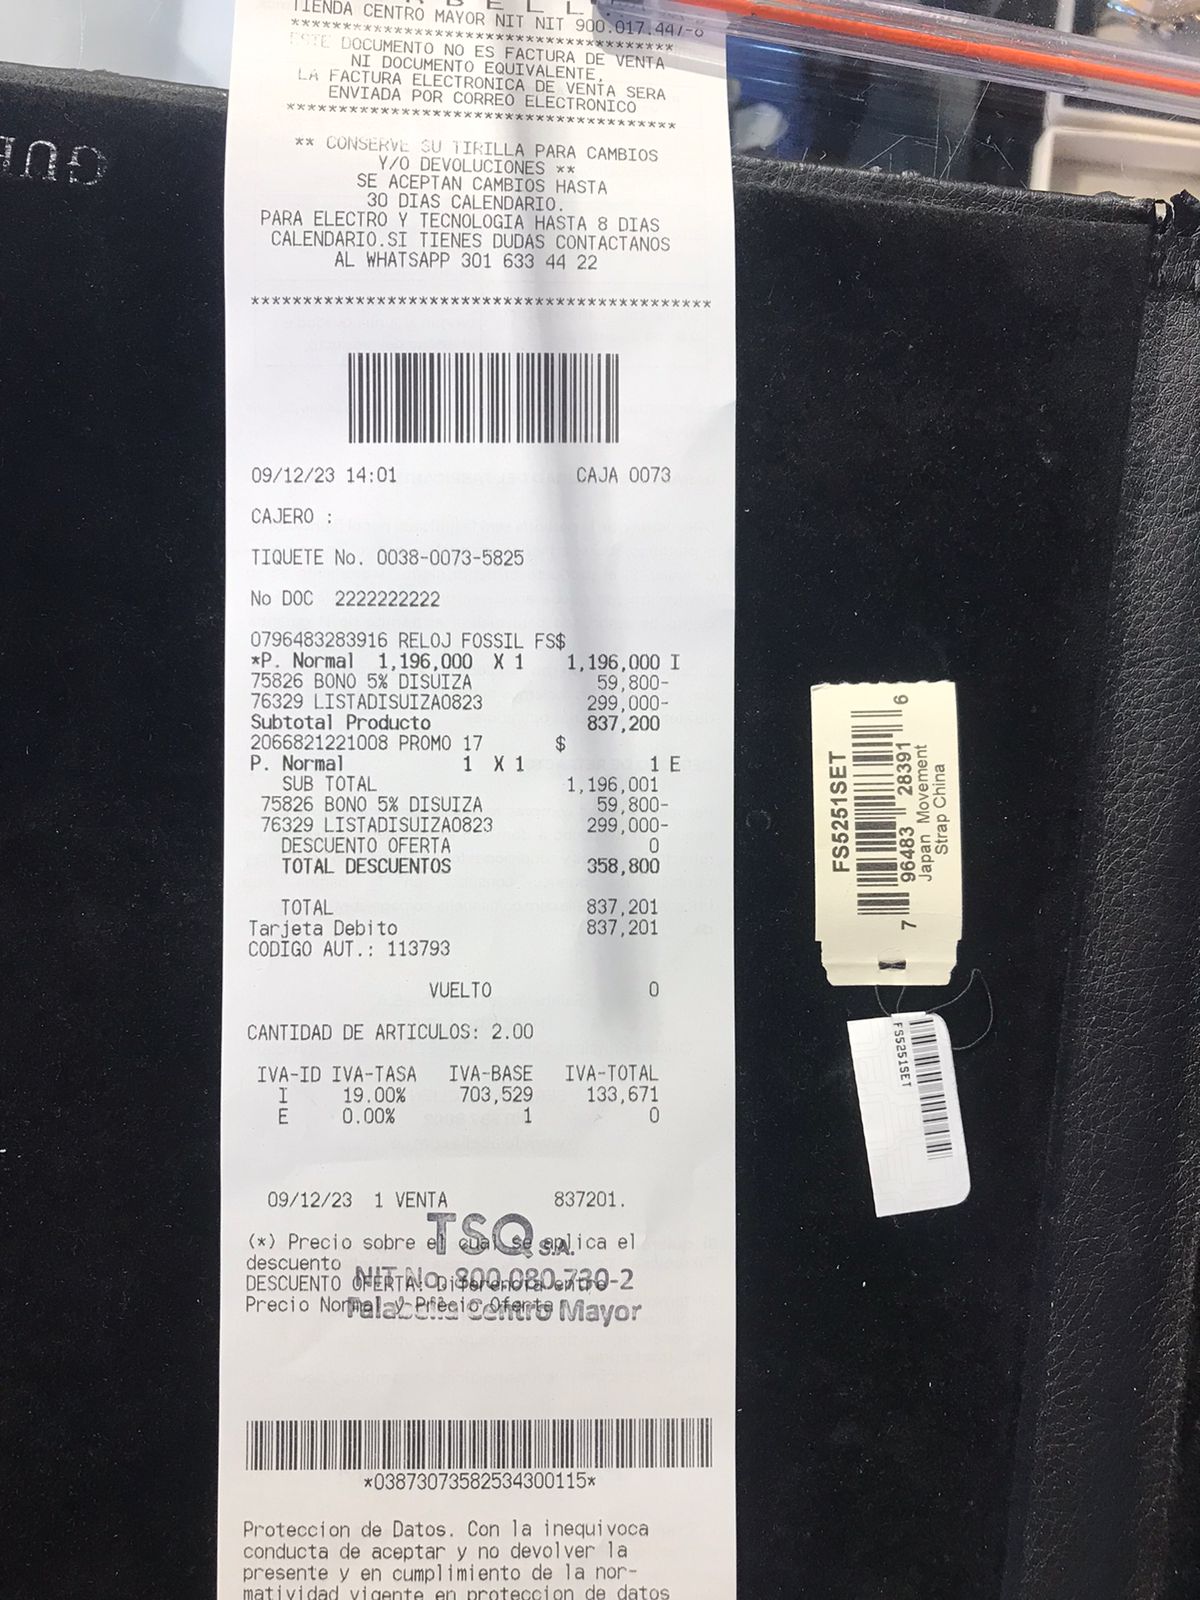 TIENDA CENTRO MAYOR NIT NIT 900.017.447-8
*************************************
ESTE DOCUMENTO NO ES FACTURA DE VENTA
NI DOCUMENTO EQUIVALENTE,
LA FACTURA ELECTRONICA DE VENTA SERA
ENVIADA POR CORREO ELECTRONICO
*************************************
** CONSERVE SU TIRILLA PARA CAMBIOS
Y/O DEVOLUCIONES **
SE ACEPTAN CAMBIOS HASTA
30 DIAS CALENDARIO.
PARA ELECTRO Y TECNOLOGIA HASTA 8 DIAS
CALENDARIO.SI TIENES DUDAS CONTACTANOS
AL WHATSAPP 301 633 44 22
********************************************
09/12/23 14:01 CAJA 0073
CAJERO :
TIQUETE No. 0038-0073-5825
No DOC 2222222222
0796483283916 RELOJ FOSSIL FS$
*P. Normal 1,196,000 X 1 1,196,000 I
75826 BONO 5% DISUIZA 59,800-
76329 LISTADISUIZA0823 299,000-
Subtotal Producto 837,200
2066821221008 PROMO 17 $
P. Normal 1 X 1 1 E
SUB TOTAL 1,196,001
75826 BONO 5% DISUIZA 59,800-
76329 LISTADISUIZA0823 299,000-
DESCUENTO OFERTA 0
TOTAL DESCUENTOS 358,800
TOTAL 837,201
Tarjeta Debito 837,201
CODIGO AUT.: 113793
VUELTO 0
CANTIDAD DE ARTICULOS: 2.00
IVA-ID IVA-TASA IVA-BASE IVA-TOTAL
I 19.00% 703,529 133,671
E 0.00% 1 0
09/12/23 1 VENTA 837201.
TSQ S.A.
(*) Precio sobre el cual se aplica el
descuento
NIT No. 800.080.730-2
DESCUENTO OFERTA: Diferencia entre
Precio Normal y Precio Oferta
Falabella Centro Mayor
*03873073582534300115*
Proteccion de Datos. Con la inequivoca
conducta de aceptar y no devolver la
presente y en cumplimiento de la nor-
matividad vigente en proteccion de datos
FS5251SET
7 96483 28391 6
Japan Movement
Strap China
FS5251SET